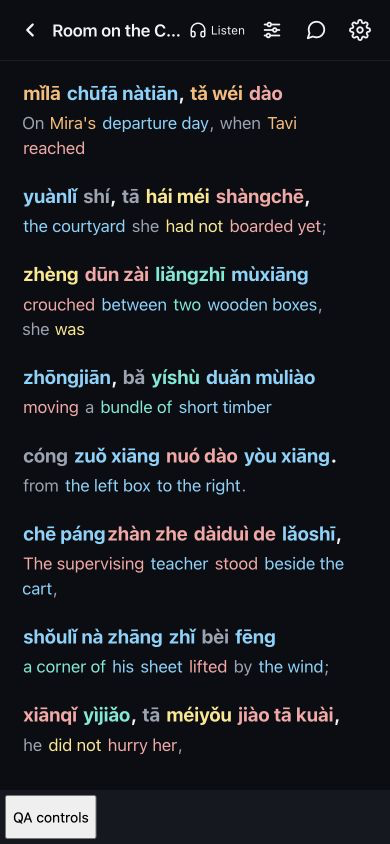 Room on the C... Listen
mǐlā chūfā nàtiān, tǎ wéi dào
On Mira's departure day, when Tavi
reached
yuànlǐ shí, tā hái méi shàngchē,
the courtyard she had not boarded yet;
zhèng dūn zài liǎngzhī mùxiāng
crouched between two wooden boxes,
she was
zhōngjiān, bǎ yíshù duǎn mùliào
moving a bundle of short timber
cóng zuǒ xiāng nuó dào yòu xiāng.
from the left box to the right.
chē páng zhàn zhe dàiduì de lǎoshī,
The supervising teacher stood beside the
cart,
shǒulǐ nà zhāng zhǐ bèi fēng
a corner of his sheet lifted by the wind;
xiānqǐ yìjiǎo, tā méiyǒu jiào tā kuài,
he did not hurry her,
QA controls